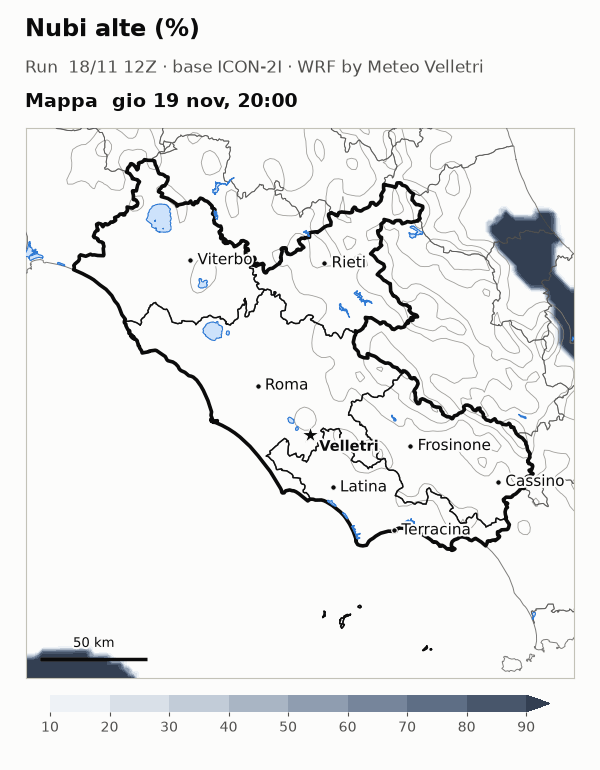 Nubi alte (%)
Run  18/11 12Z · base ICON-2I · WRF by Meteo Velletri
Mappa  gio 19 nov, 20:00
Viterbo
Rieti
Roma
Velletri
Frosinone
Latina
Cassino
Terracina
50 km
10 20 30 40 50 60 70 80 90